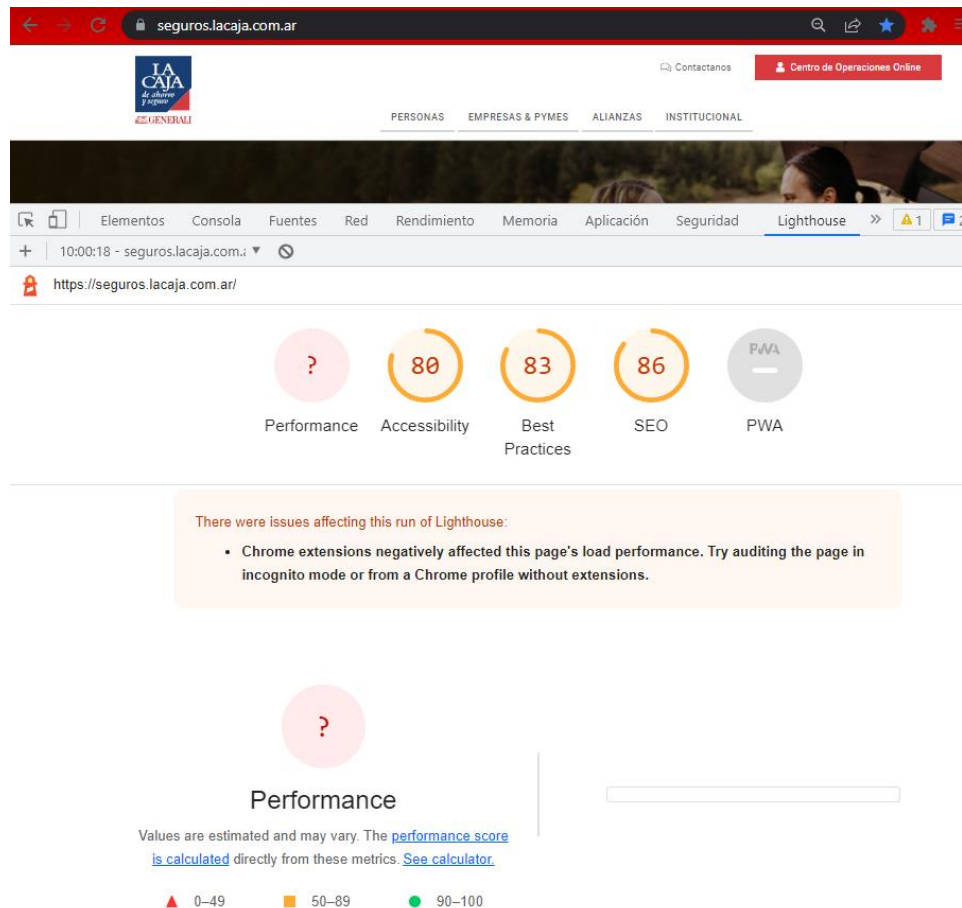 seguros.lacaja.com.ar
LA
CAJA
de ahorro
y seguro
GENERALI
Contactanos
Centro de Operaciones Online
PERSONAS EMPRESAS & PYMES ALIANZAS INSTITUCIONAL
Elementos Consola Fuentes Red Rendimiento Memoria Aplicación Seguridad Lighthouse » 1 2
+ 10:00:18 - seguros.lacaja.com.a
https://seguros.lacaja.com.ar/
? 80 83 86 PWA
Performance Accessibility Best Practices SEO PWA
There were issues affecting this run of Lighthouse:
• Chrome extensions negatively affected this page's load performance. Try auditing the page in
incognito mode or from a Chrome profile without extensions.
?
Performance
Values are estimated and may vary. The performance score
is calculated directly from these metrics. See calculator.
0–49 50–89 90–100